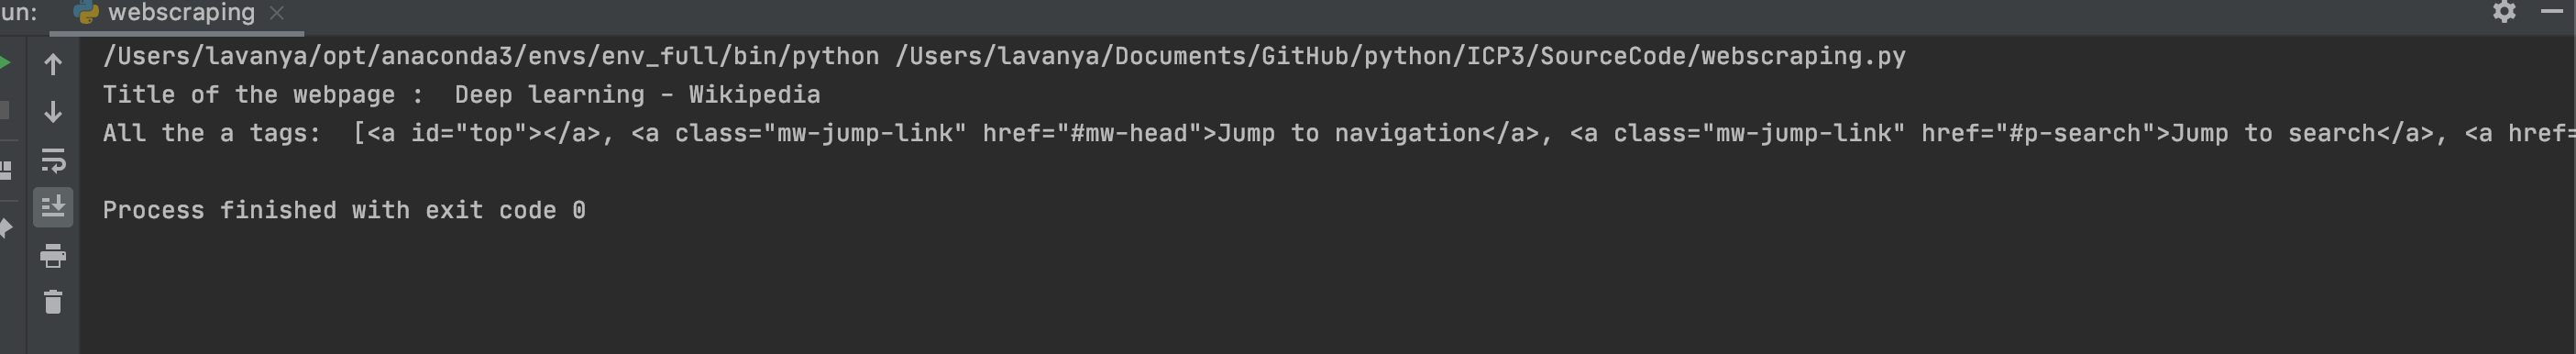 un: webscraping
/Users/lavanya/opt/anaconda3/envs/env_full/bin/python /Users/lavanya/Documents/GitHub/python/ICP3/SourceCode/webscraping.py
Title of the webpage :  Deep learning - Wikipedia
All the a tags:  [<a id="top"></a>, <a class="mw-jump-link" href="#mw-head">Jump to navigation</a>, <a class="mw-jump-link" href="#p-search">Jump to search</a>, <a href=
Process finished with exit code 0